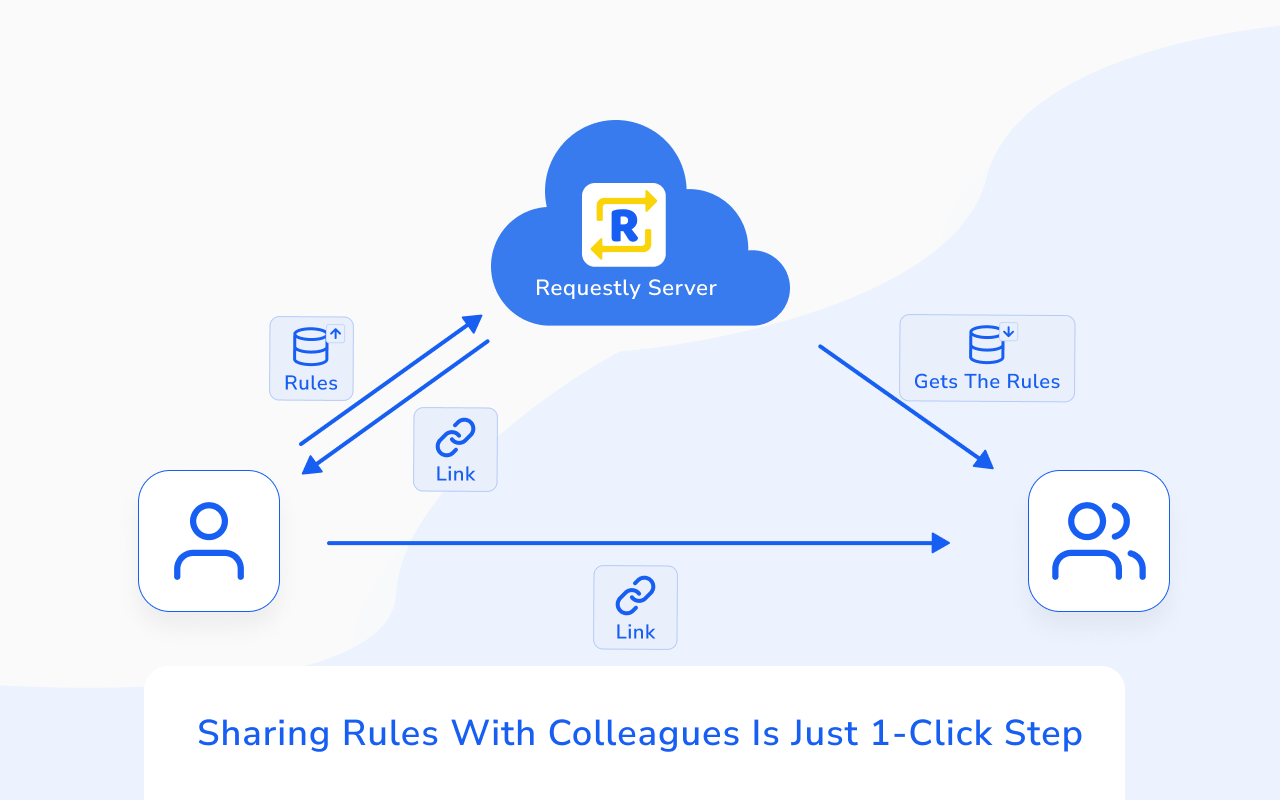 R
Requestly Server
Rules
Gets The Rules
Link
Link
Sharing Rules With Colleagues Is Just 1-Click Step